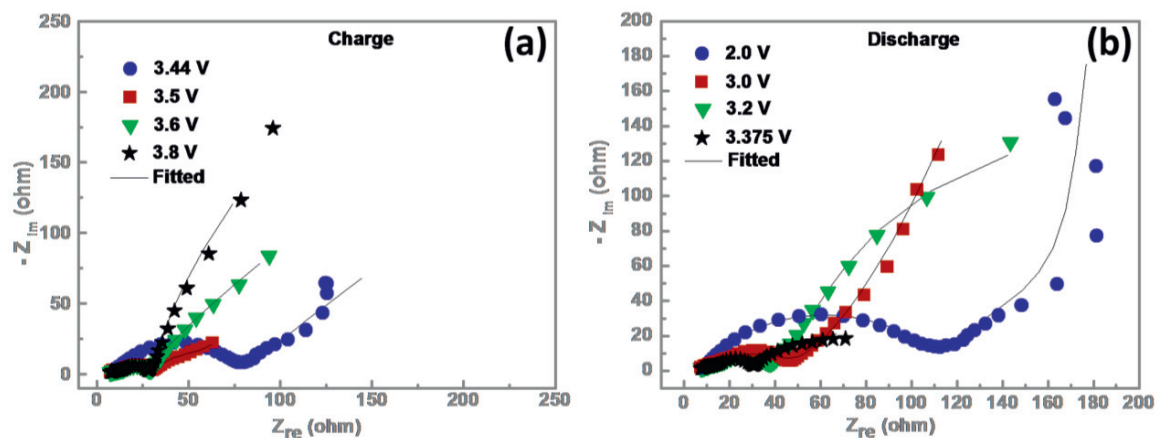 Charge
(a)
3.44 V
3.5 V
3.6 V
3.8 V
Fitted
250
200
150
100
50
0
0 50 100 150 200 250
- Z Im (ohm)
Zre (ohm)
Discharge
(b)
2.0 V
3.0 V
3.2 V
3.375 V
Fitted
200
180
160
140
120
100
80
60
40
20
0
0 20 40 60 80 100 120 140 160 180 200
- Z Im (ohm)
Zre (ohm)